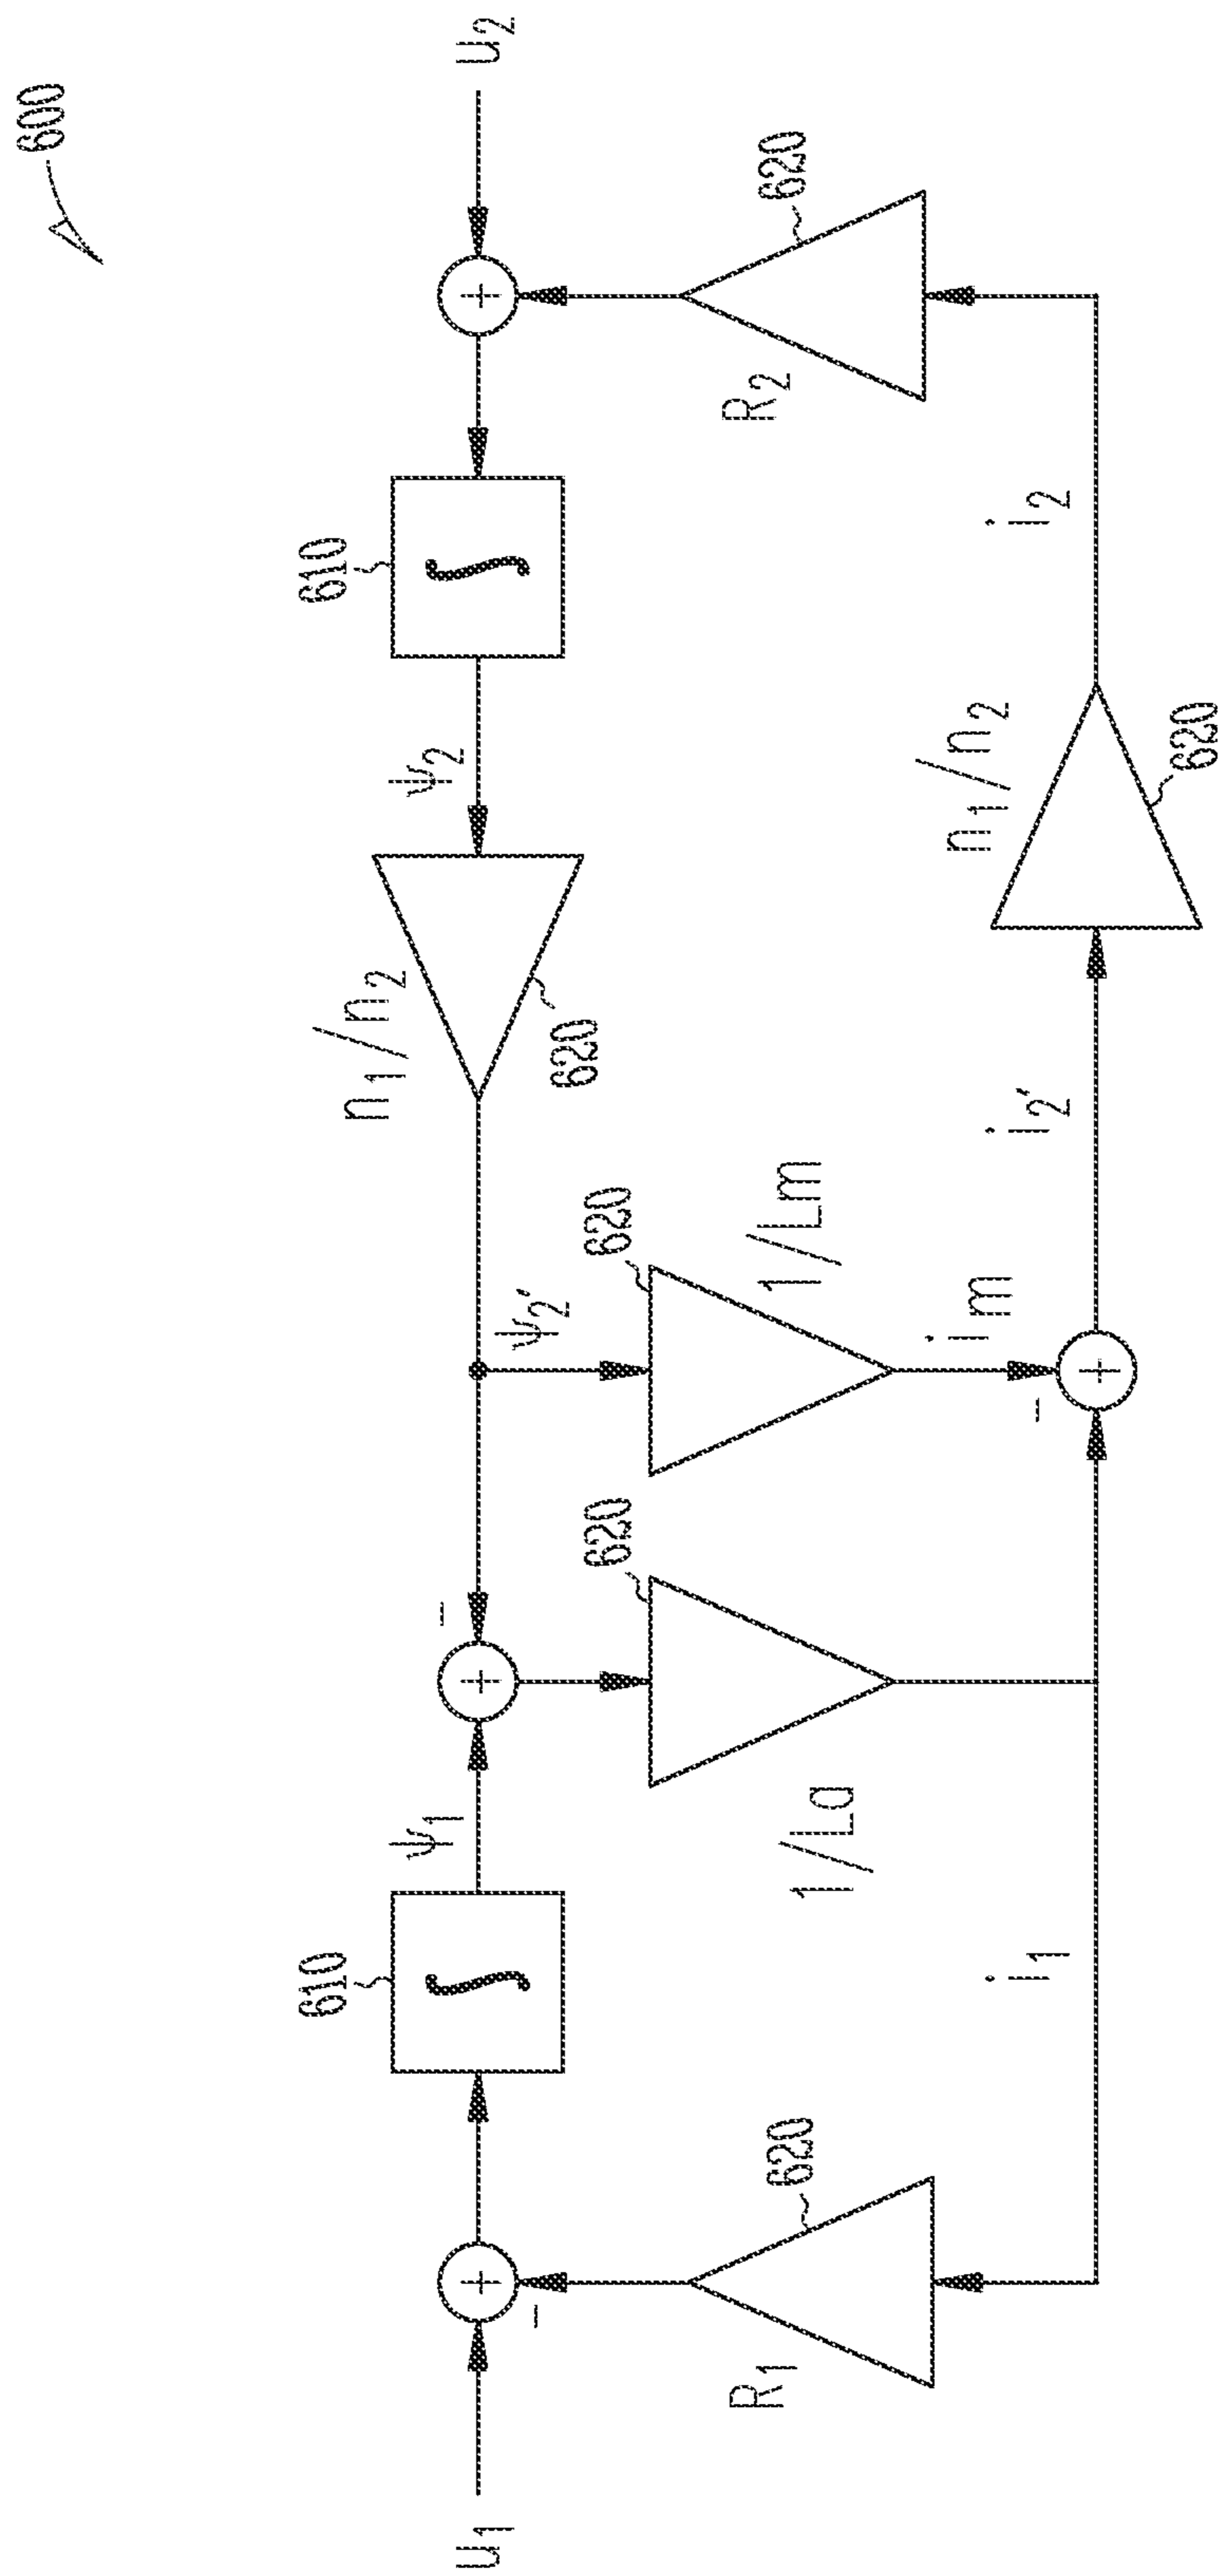 600
u₁
-
R₁
620
610
ψ₁
-
1/La
620
i₁
ψ₂'
620
1/Lm
im
-
i₂'
n₁/n₂
620
ψ₂
610
n₁/n₂
620
i₂
R₂
620
u₂
+
+
+
+
∫
∫